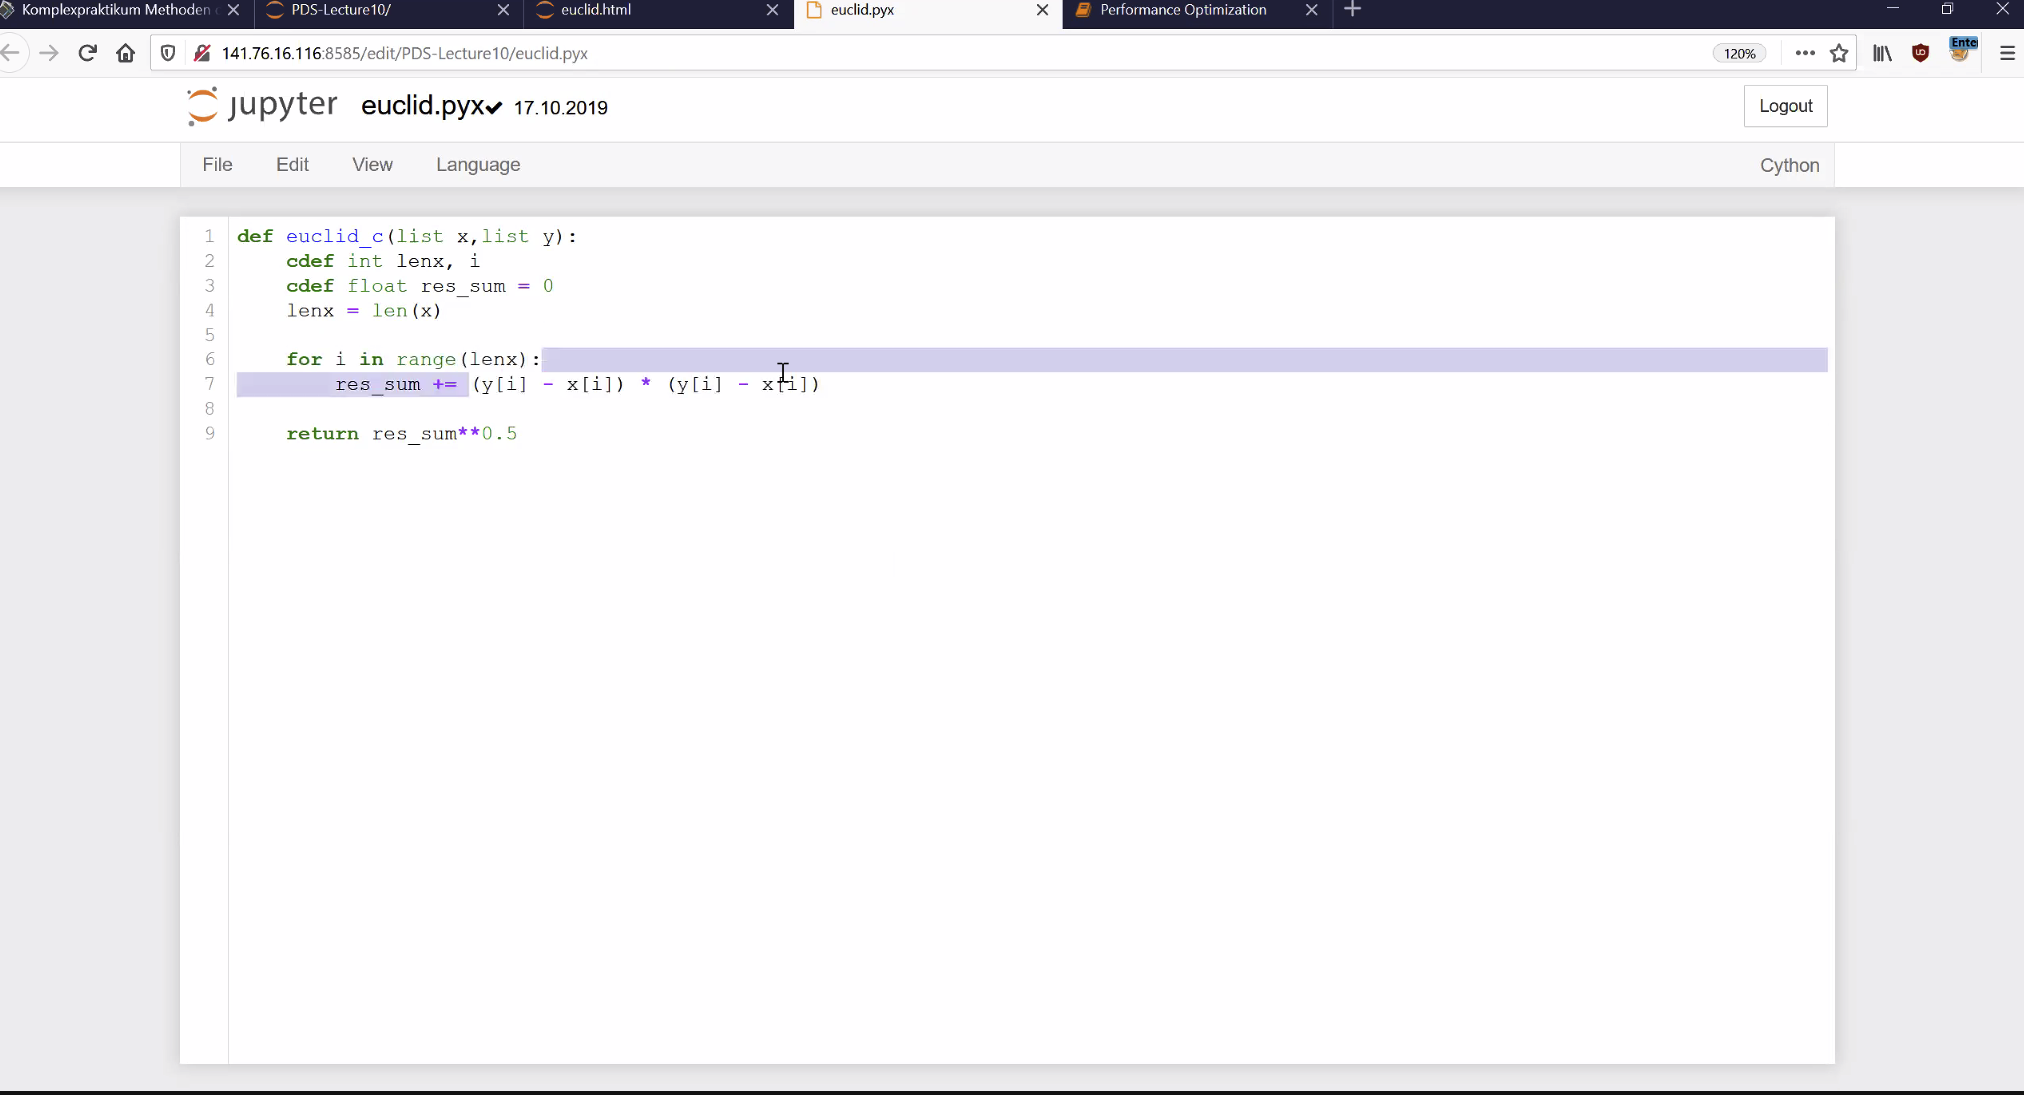 Komplexpraktikum Methoden
PDS-Lecture10/
euclid.html
euclid.pyx
Performance Optimization
141.76.16.116:8585/edit/PDS-Lecture10/euclid.pyx
120%
Ente
jupyter euclid.pyx 17.10.2019
Logout
File Edit View Language
Cython
1 def euclid_c(list x,list y):
2     cdef int lenx, i
3     cdef float res_sum = 0
4     lenx = len(x)
5
6     for i in range(lenx):
7         res_sum += (y[i] - x[i]) * (y[i] - x[i])
8
9     return res_sum**0.5